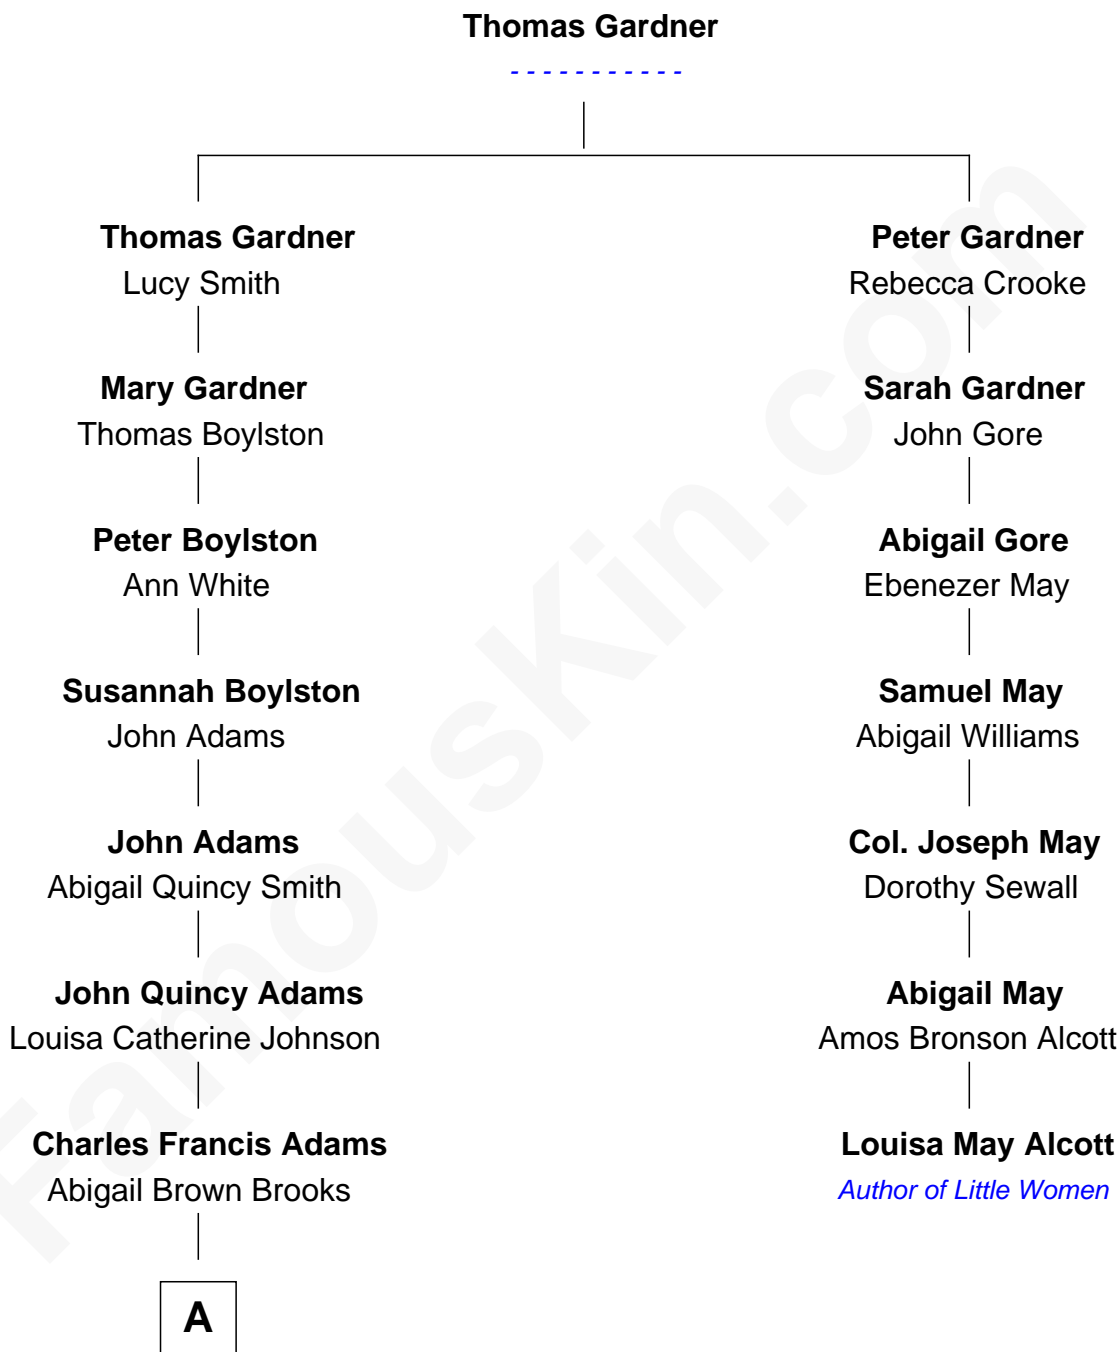 Thomas Gardner
- - - - - - - - - - -
Thomas Gardner
Lucy Smith
Peter Gardner
Rebecca Crooke
Mary Gardner
Thomas Boylston
Sarah Gardner
John Gore
Peter Boylston
Ann White
Abigail Gore
Ebenezer May
Susannah Boylston
John Adams
Samuel May
Abigail Williams
John Adams
Abigail Quincy Smith
Col. Joseph May
Dorothy Sewall
John Quincy Adams
Louisa Catherine Johnson
Abigail May
Amos Bronson Alcott
Charles Francis Adams
Abigail Brown Brooks
Louisa May Alcott
Author of Little Women
A
FamousKin.com